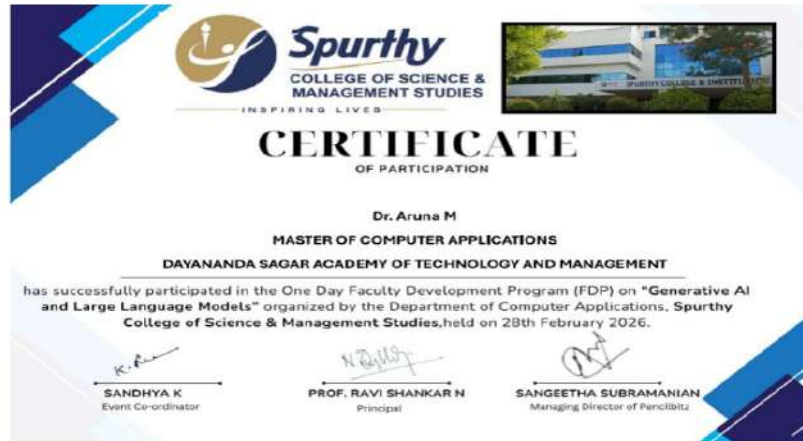 Spurthy
COLLEGE OF SCIENCE &
MANAGEMENT STUDIES
INSPIRING LIVES
SPURTHY COLLEGE & INSTITUTION
CERTIFICATE
OF PARTICIPATION
Dr. Aruna M
MASTER OF COMPUTER APPLICATIONS
DAYANANDA SAGAR ACADEMY OF TECHNOLOGY AND MANAGEMENT
has successfully participated in the One Day Faculty Development Program (FDP) on "Generative AI
and Large Language Models" organized by the Department of Computer Applications, Spurthy
College of Science & Management Studies,held on 28th February 2026.
SANDHYA K
Event Co-ordinator
PROF. RAVI SHANKAR N
Principal
SANGEETHA SUBRAMANIAN
Managing Director of Pencilbitz